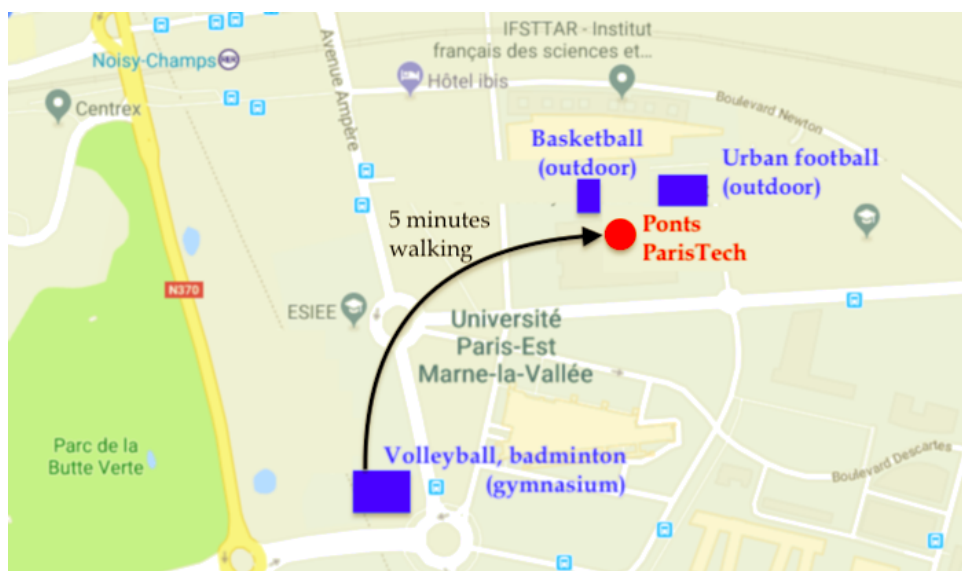 IFSTTAR - Institut
français des sciences et...
Noisy-Champs
Hôtel ibis
Centrex
Avenue Ampère
Boulevard Newton
Basketball
(outdoor)
Urban football
(outdoor)
5 minutes
walking
Ponts
ParisTech
N370
ESIEE
Université
Paris-Est
Marne-la-Vallée
Parc de la
Butte Verte
Volleyball, badminton
(gymnasium)
Boulevard Descartes